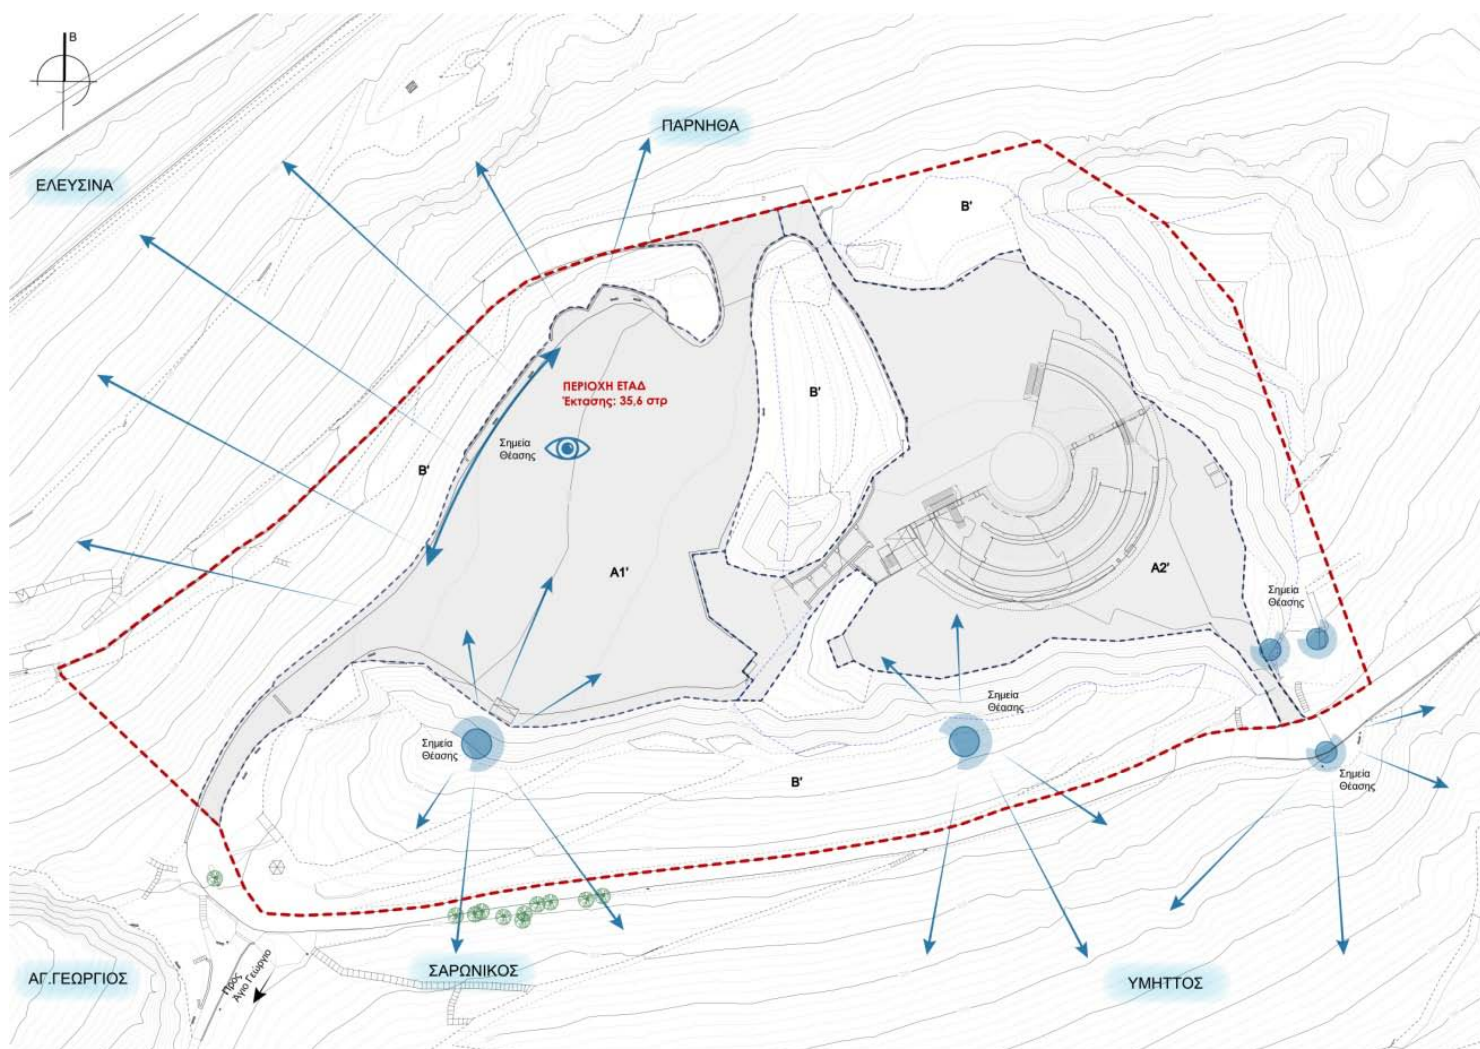 Β
ΠΑΡΝΗΘΑ
ΕΛΕΥΣΙΝΑ
Β'
ΠΕΡΙΟΧΗ ΕΤΑΔ
Έκτασης: 35,6 στρ
Β'
Σημεία
Θέασης
Β'
Α1'
Α2'
Σημεία
Θέασης
Σημεία
Θέασης
Σημεία
Θέασης
Σημεία
Θέασης
Β'
ΑΓ.ΓΕΩΡΓΙΟΣ
Προς
Άγιο Γεώργιο
ΣΑΡΩΝΙΚΟΣ
ΥΜΗΤΤΟΣ